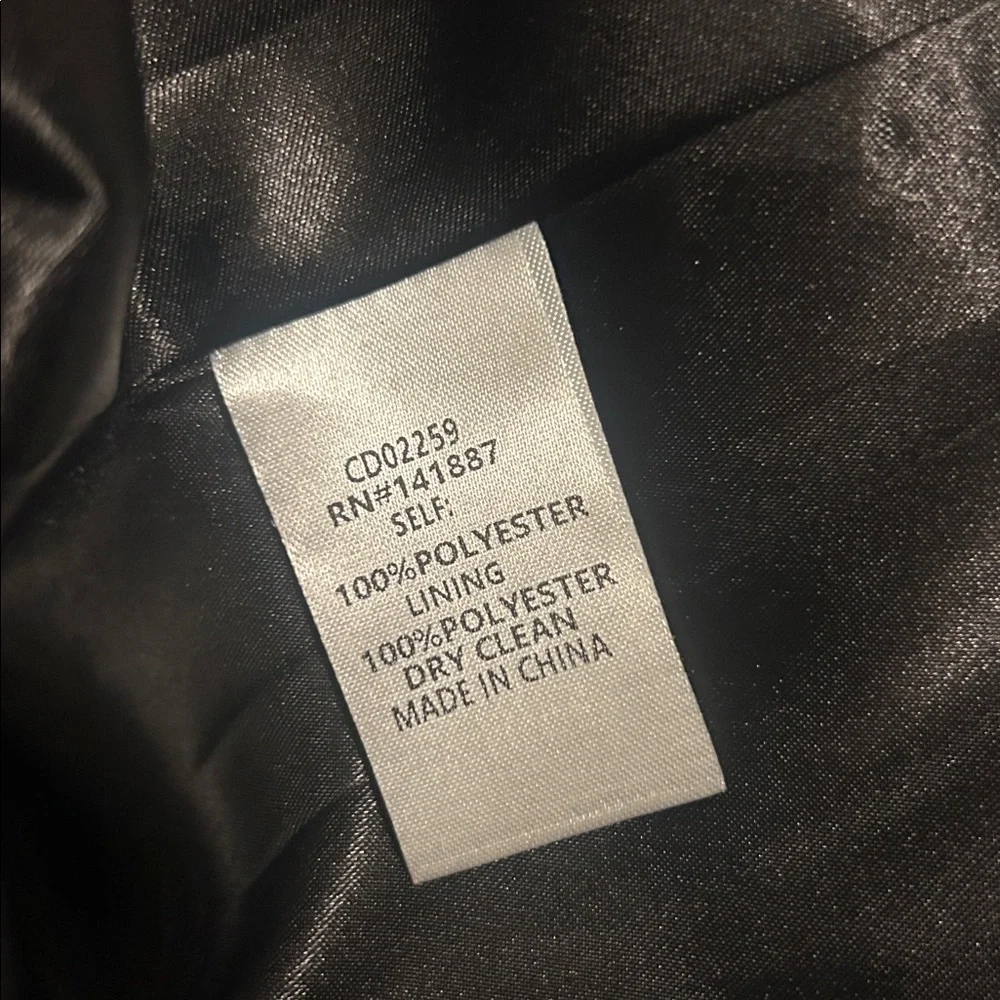 CD02259
RN#141887
SELF:
100%POLYESTER
LINING
100%POLYESTER
DRY CLEAN
MADE IN CHINA